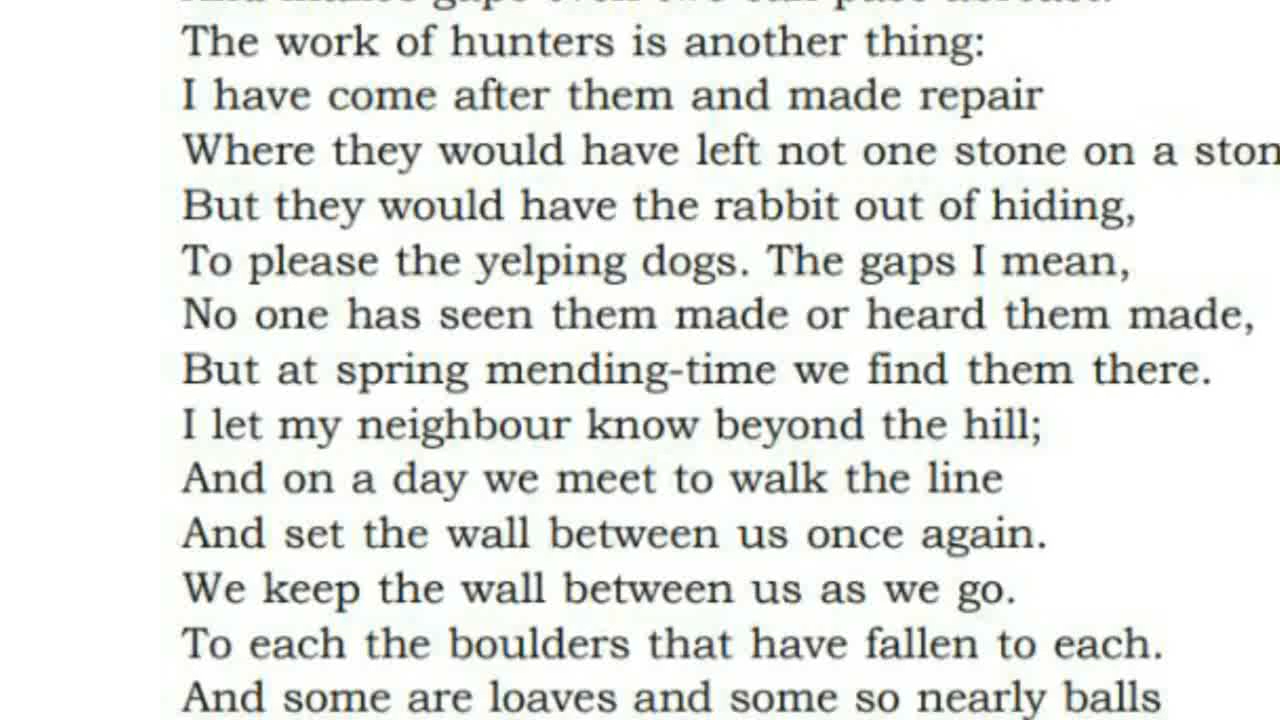 The work of hunters is another thing:
I have come after them and made repair
Where they would have left not one stone on a
But they would have the rabbit out of hiding,
To please the yelping dogs. The gaps I mean,
No one has seen them made or heard them made,
But at spring mending-time we find them there.
I let my neighbour know beyond the hill;
And on a day we meet to walk the line
And set the wall between us once again.
We keep the wall between us as we go.
To each the boulders that have fallen to each.
And some are loaves and some so nearly balls